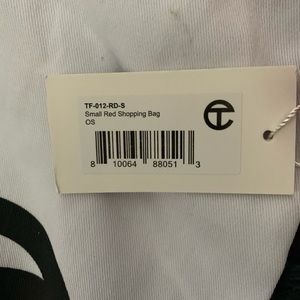 TF-012-RD-S
Small Red Shopping Bag
OS
8 10064 88051 3